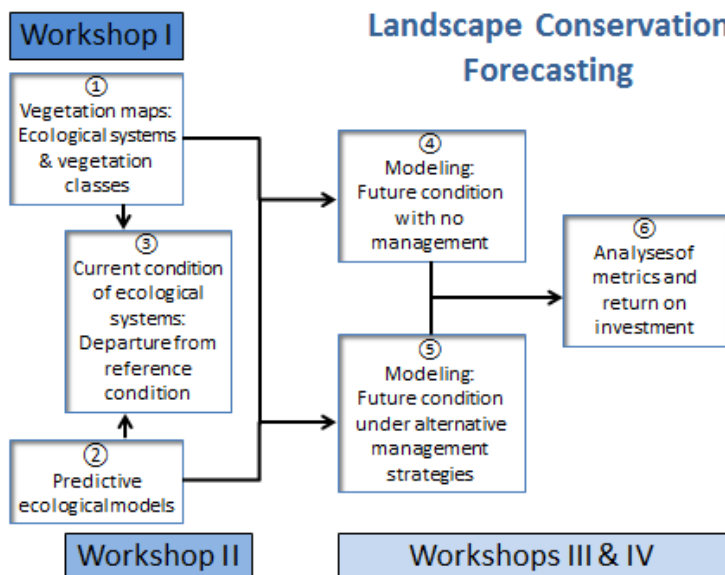 Workshop I
Landscape Conservation
Forecasting
①
Vegetation maps:
Ecological systems
& vegetation
classes
③
Current condition
of ecological
systems:
Departure from
reference
condition
②
Predictive
ecological models
Workshop II
④
Modeling:
Future condition
with no
management
⑤
Modeling:
Future condition
under alternative
management
strategies
⑥
Analyses of
metrics and
return on
investment
Workshops III & IV